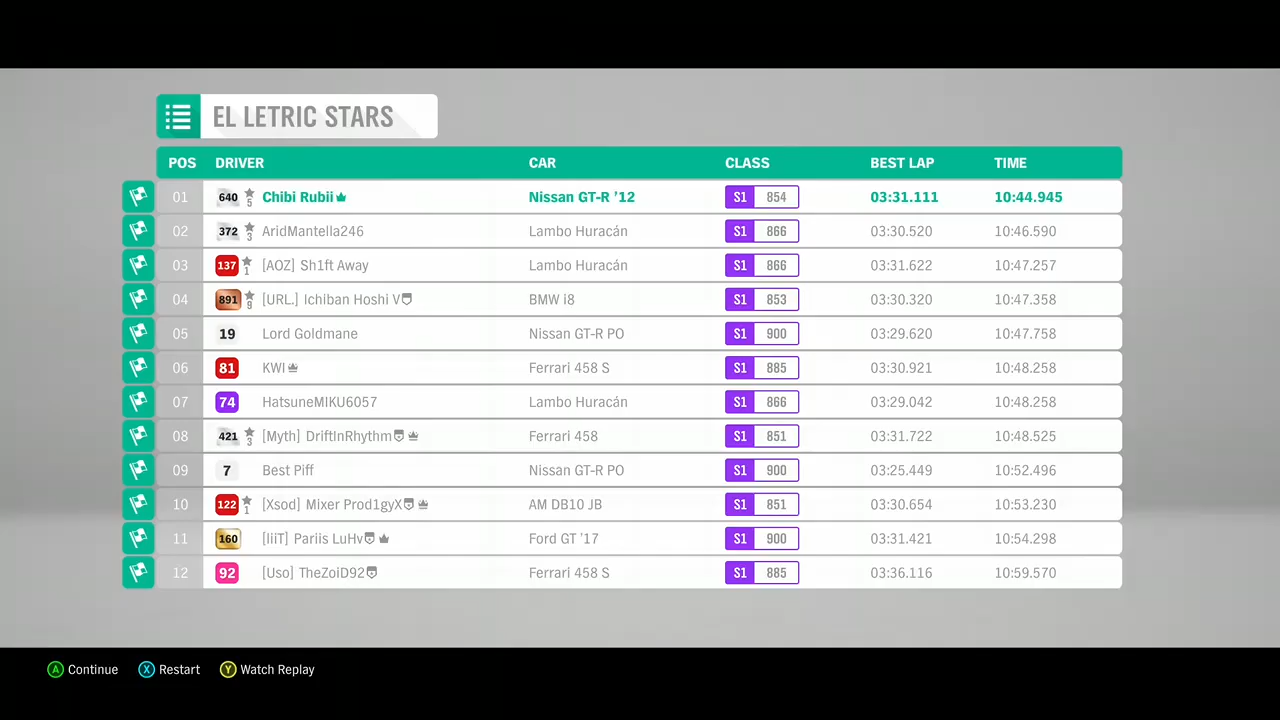 EL LETRIC STARS
POS DRIVER CAR CLASS BEST LAP TIME
01 640 5 Chibi Rubii Nissan GT-R '12 S1 854 03:31.111 10:44.945
02 372 3 AridMantella246 Lambo Huracán S1 866 03:30.520 10:46.590
03 137 1 [AOZ] Sh1ft Away Lambo Huracán S1 866 03:31.622 10:47.257
04 891 9 [URL.] Ichiban Hoshi V BMW i8 S1 853 03:30.320 10:47.358
05 19 Lord Goldmane Nissan GT-R PO S1 900 03:29.620 10:47.758
06 81 KWI Ferrari 458 S S1 885 03:30.921 10:48.258
07 74 HatsuneMIKU6057 Lambo Huracán S1 866 03:29.042 10:48.258
08 421 3 [Myth] DriftInRhythm Ferrari 458 S1 851 03:31.722 10:48.525
09 7 Best Piff Nissan GT-R PO S1 900 03:25.449 10:52.496
10 122 1 [Xsod] Mixer Prod1gyX AM DB10 JB S1 851 03:30.654 10:53.230
11 160 [liiT] Pariis LuHv Ford GT '17 S1 900 03:31.421 10:54.298
12 92 [Uso] TheZoiD92 Ferrari 458 S S1 885 03:36.116 10:59.570
A Continue X Restart Y Watch Replay